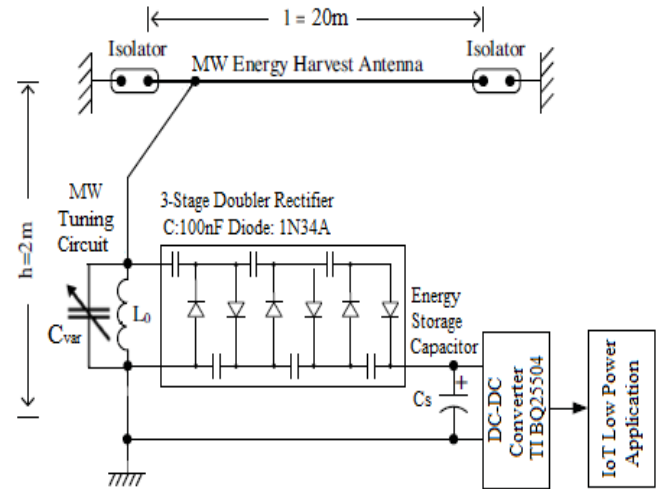 l = 20m
Isolator
Isolator
MW Energy Harvest Antenna
h=2m
MW
Tuning
Circuit
3-Stage Doubler Rectifier
C:100nF Diode: 1N34A
Cvar
L0
Energy
Storage
Capacitor
Cs
+
DC-DC
Converter
TI BQ25504
IoT Low Power
Application